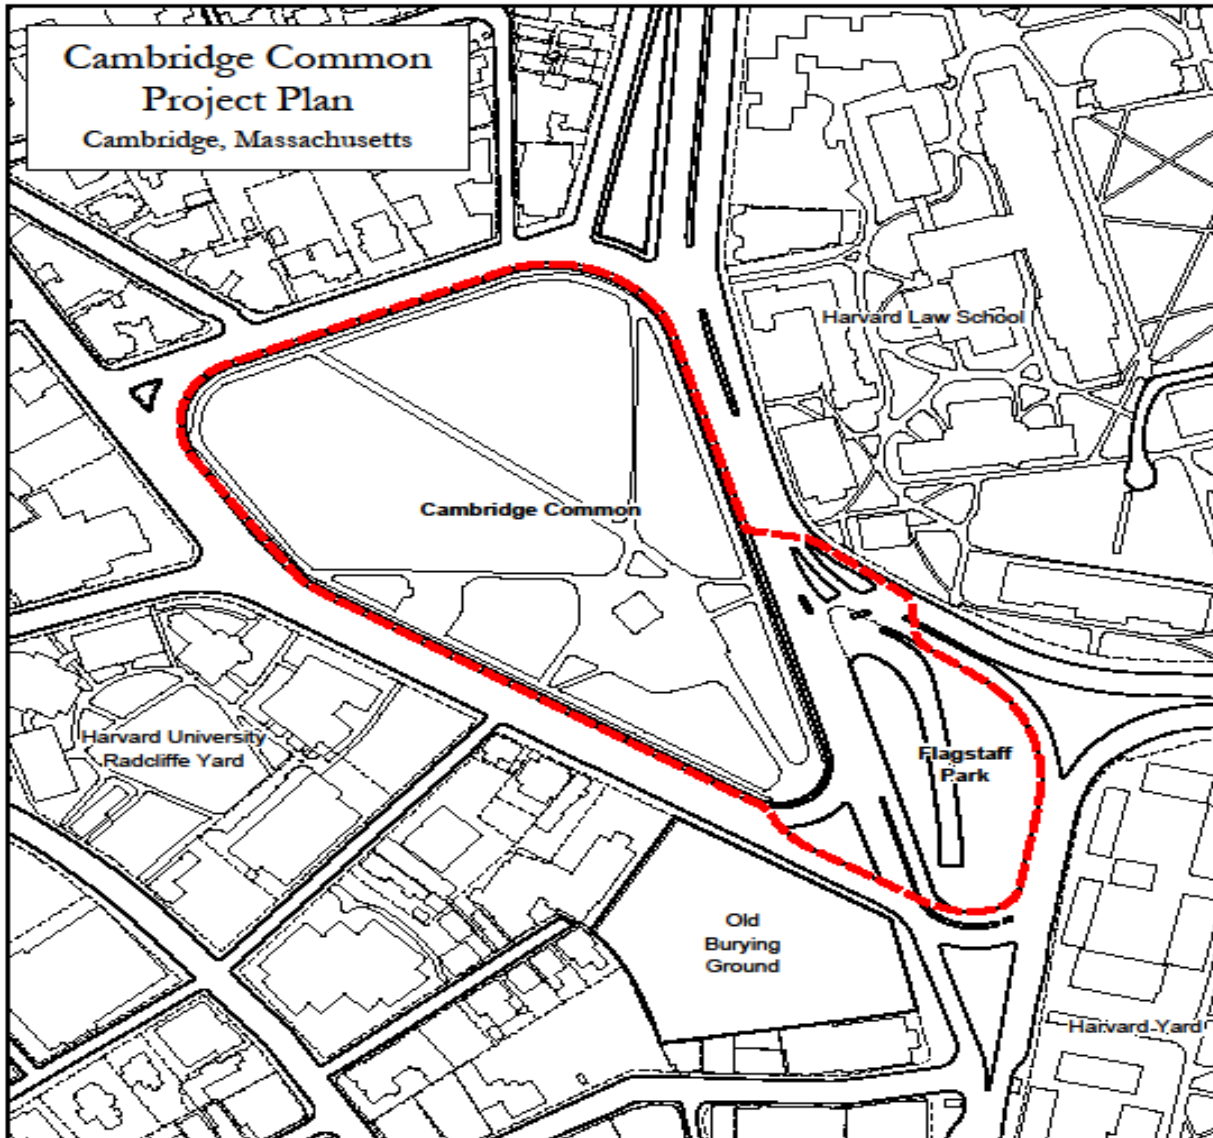 Cambridge Common
Project Plan
Cambridge, Massachusetts
Harvard Law School
Cambridge Common
Harvard University
Radcliffe Yard
Flagstaff
Park
Old
Burying
Ground
Harvard Yard